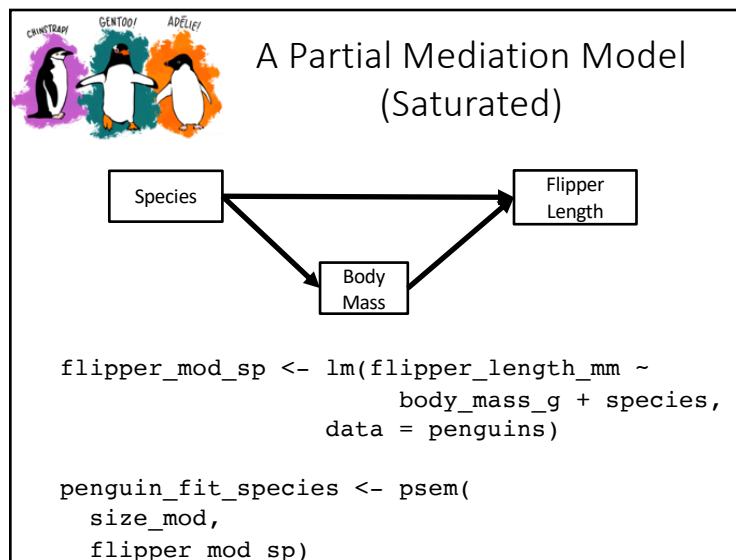 CHINSTRAP!
GENTOO!
ADÉLIE!
A Partial Mediation Model
(Saturated)
Species
Flipper
Length
Body
Mass
flipper_mod_sp <- lm(flipper_length_mm ~
body_mass_g + species,
data = penguins)
penguin_fit_species <- psem(
size_mod,
flipper_mod_sp)